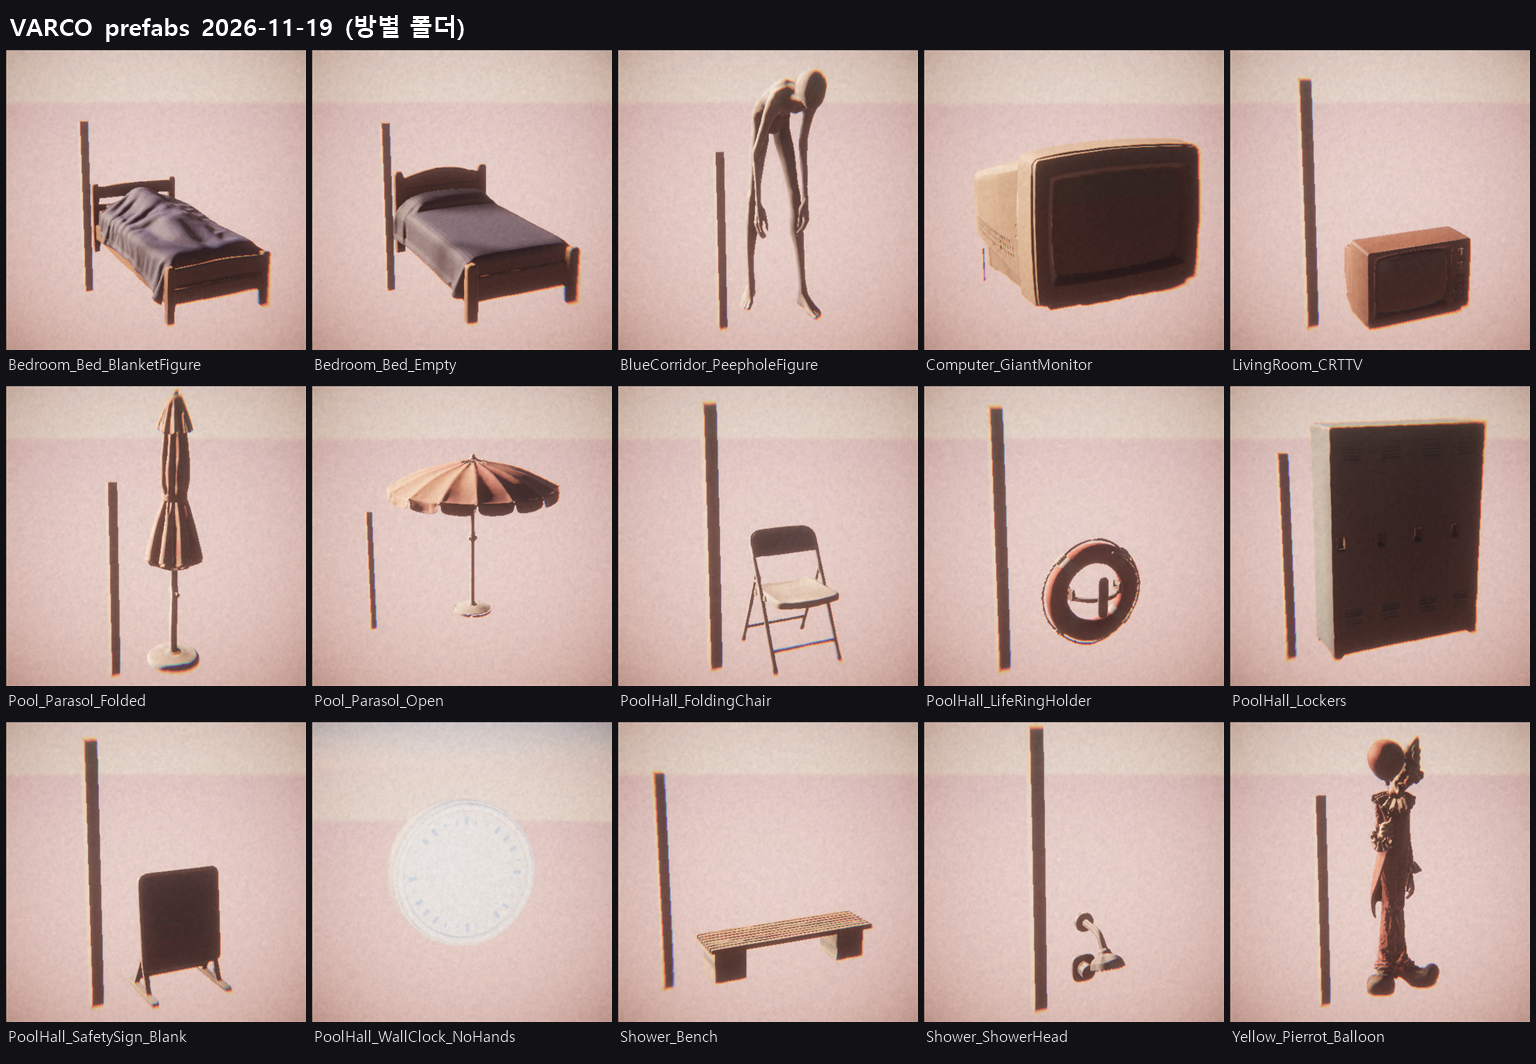 VARCO prefabs 2026-11-19 (방별 폴더)
Bedroom_Bed_BlanketFigure
Bedroom_Bed_Empty
BlueCorridor_PeepholeFigure
Computer_GiantMonitor
LivingRoom_CRTTV
Pool_Parasol_Folded
Pool_Parasol_Open
PoolHall_FoldingChair
PoolHall_LifeRingHolder
PoolHall_Lockers
PoolHall_SafetySign_Blank
PoolHall_WallClock_NoHands
Shower_Bench
Shower_ShowerHead
Yellow_Pierrot_Balloon